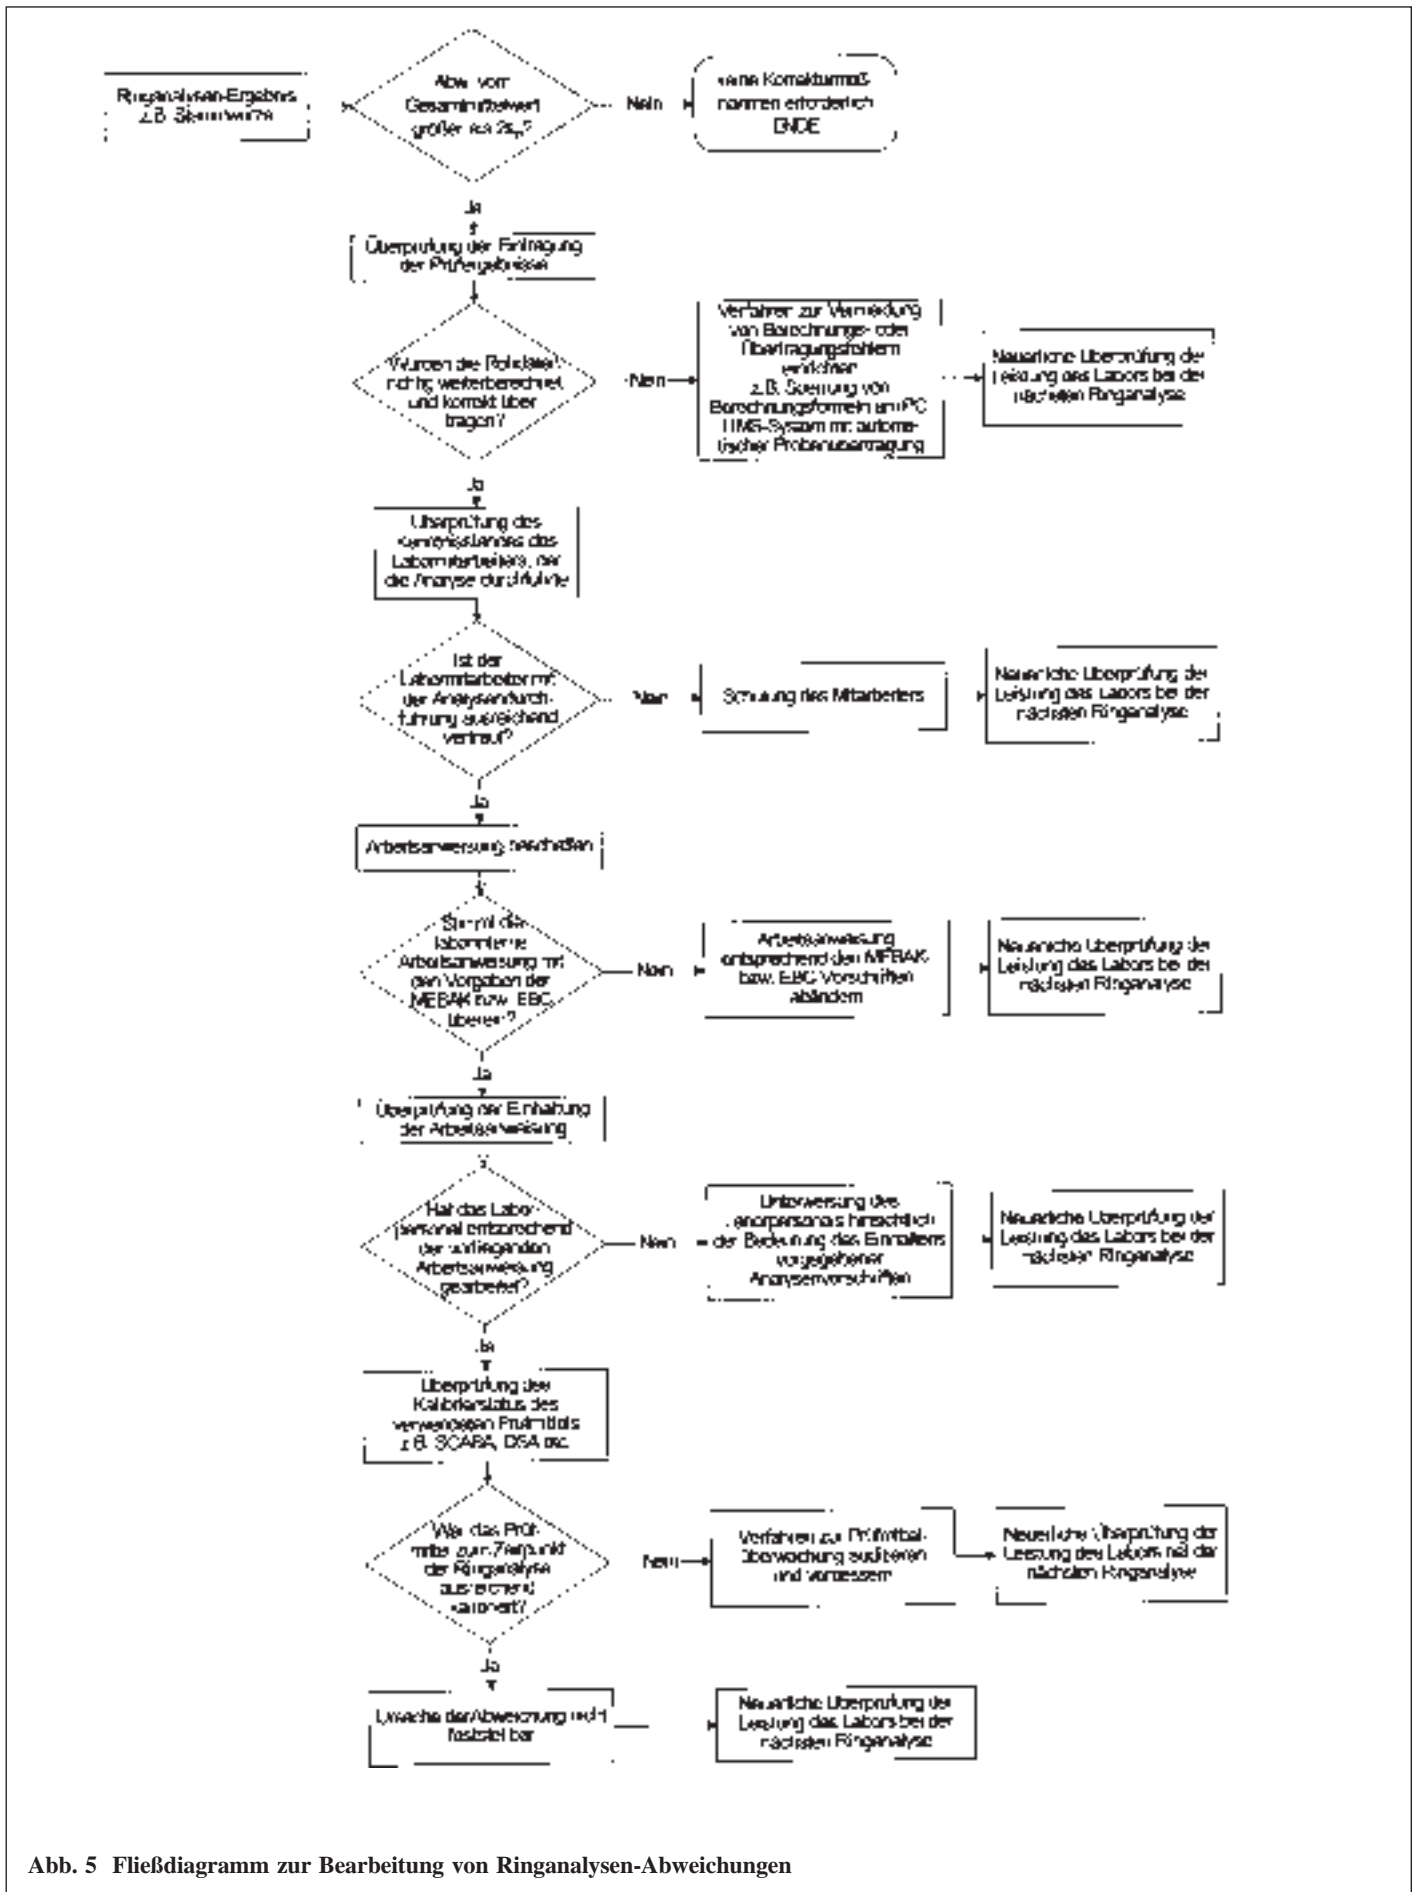 Ringanalysen-Ergebnis
z.B. Stammwürze
Abw. vom
Gesamtmittelwert
größer als
Nein
keine Korrekturmaß-
nahmen erforderlich
ENDE
Ja
Überprüfung der Eintragung
der Prüfergebnisse
Wurden die Rohdaten
richtig weiterberechnet
und korrekt über
tragen?
Nein
Verfahren zur Vermeidung
von Berechnungs- oder
Übertragungsfehlern
einrichten
z.B. Sperrung von
Berechnungsformeln am PC
LIMS-System mit automa-
tischer Probenübertragung
Neuerliche Überprüfung der
Leistung des Labors bei der
nächsten Ringanalyse
Ja
Überprüfung des
Kenntnisstandes des
Labormitarbeiters, der
die Analyse durchführte
Ist der
Labormitarbeiter mit
der Analysendurch-
führung ausreichend
vertraut?
Nein
Schulung des Mitarbeiters
Neuerliche Überprüfung der
Leistung des Labors bei der
nächsten Ringanalyse
Ja
Arbeitsanweisung beschaffen
Stimmt die
laborinterne
Arbeitsanweisung mit
den Vorgaben der
MEBAK bzw. EBC
überein?
Nein
Arbeitsanweisung
entsprechend den MEBAK-
bzw. EBC-Vorschriften
abändern
Neuerliche Überprüfung der
Leistung des Labors bei der
nächsten Ringanalyse
Ja
Überprüfung der Einhaltung
der Arbeitsanweisung
Hat das Labor-
personal entsprechend
der vorliegenden
Arbeitsanweisung
gearbeitet?
Nein
Unterweisung des
Laborpersonals hinsichtlich
der Bedeutung des Einhaltens
vorgegebener
Analysenvorschriften
Neuerliche Überprüfung der
Leistung des Labors bei der
nächsten Ringanalyse
Ja
Überprüfung des
Kalibrierstatus des
verwendeten Prüfmittels
z.B. SCABA, DSA etc.
War das Prüf-
mittel zum Zeitpunkt
der Ringanalyse
ausreichend
kalibriert?
Nein
Verfahren zur Prüfmittel-
überwachung auditieren
und verbessern
Neuerliche Überprüfung der
Leistung des Labors bei der
nächsten Ringanalyse
Ja
Ursache der Abweichung nicht
feststellbar
Neuerliche Überprüfung der
Leistung des Labors bei der
nächsten Ringanalyse
Abb. 5 Fließdiagramm zur Bearbeitung von Ringanalysen-Abweichungen